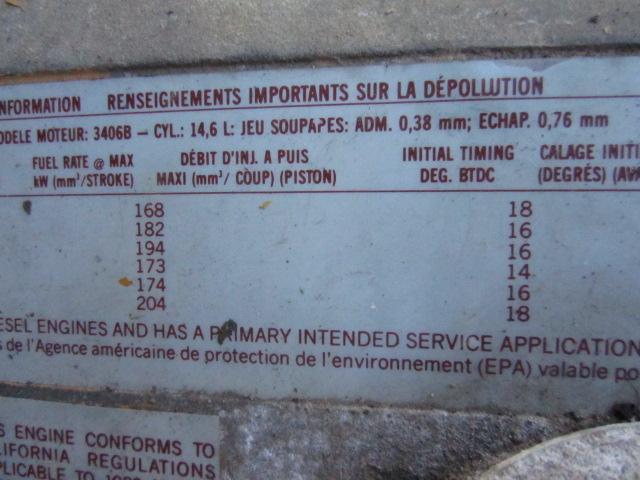 INFORMATION RENSEIGNEMENTS IMPORTANTS SUR LA DÉPOLLUTION
MODELE MOTEUR: 3406B – CYL.: 14,6 L: JEU SOUPAPES: ADM. 0,38 mm; ECHAP. 0,76 mm
FUEL RATE @ MAX DÉBIT D'INJ. A PUIS INITIAL TIMING CALAGE INITI
kW (mm³/STROKE) MAXI (mm³/ COUP) (PISTON) DEG. BTDC (DEGRÉS) (AV
168 18
182 16
194 16
173 14
174 16
204 18
ESEL ENGINES AND HAS A PRIMARY INTENDED SERVICE APPLICATION
s de l'Agence américaine de protection de l'environnement (EPA) valable po
S ENGINE CONFORMS TO
LIFORNIA REGULATIONS
PLICABLE TO